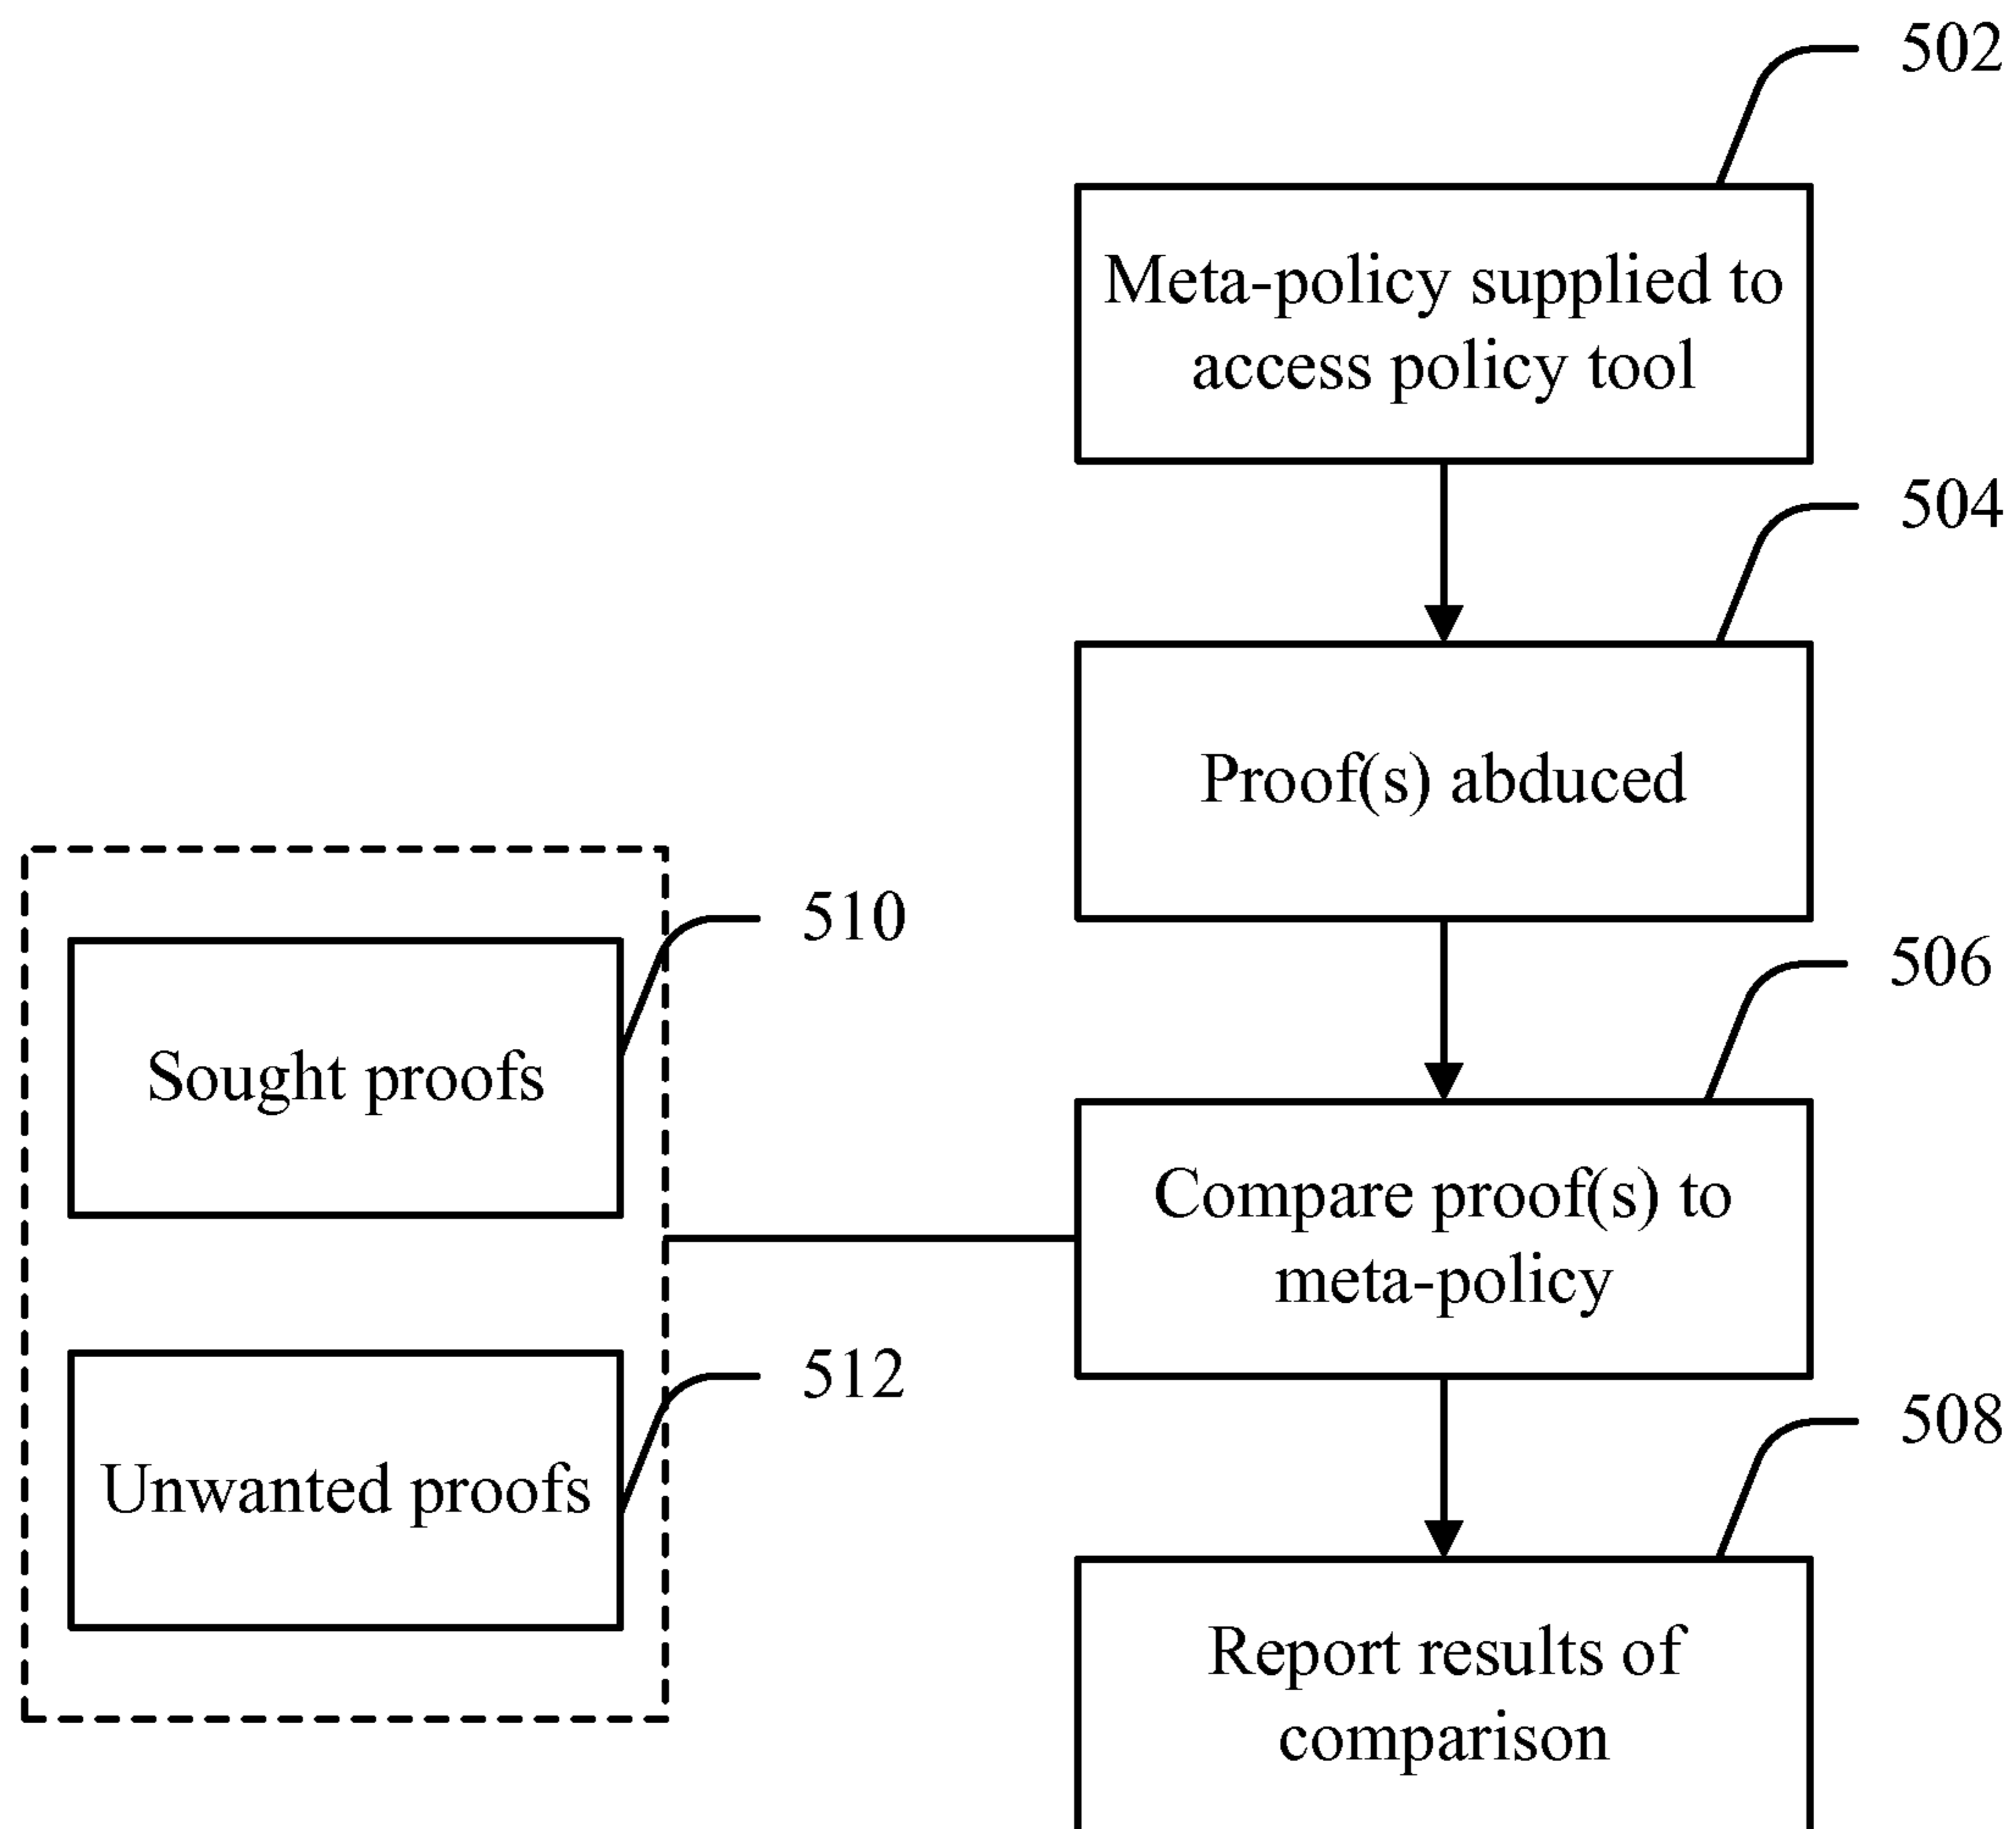 502
Meta-policy supplied to
access policy tool
504
Proof(s) abduced
510
Sought proofs
506
Compare proof(s) to
meta-policy
512
Unwanted proofs
508
Report results of
comparison